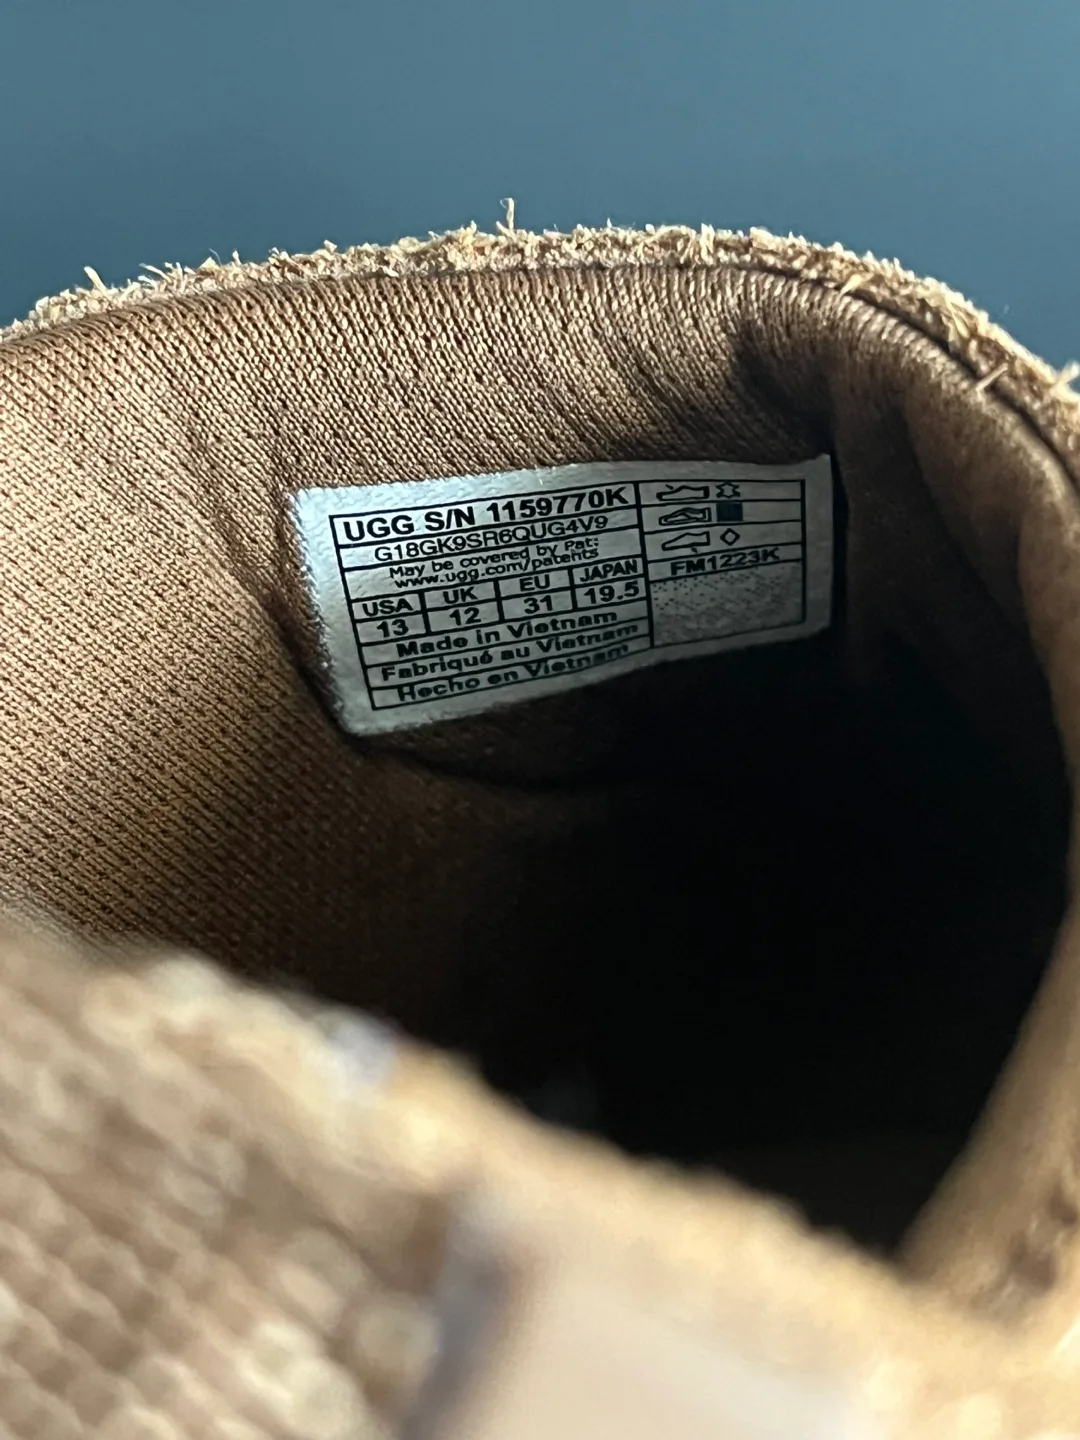 UGG S/N 1159770K
G18GK9SR6QUG4V9
May be covered by Pat:
www.ugg.com/patents
USA UK EU JAPAN
13 12 31 19.5
Made in Vietnam
Fabriqué au Vietnam
Hecho en Vietnam
FM1223K